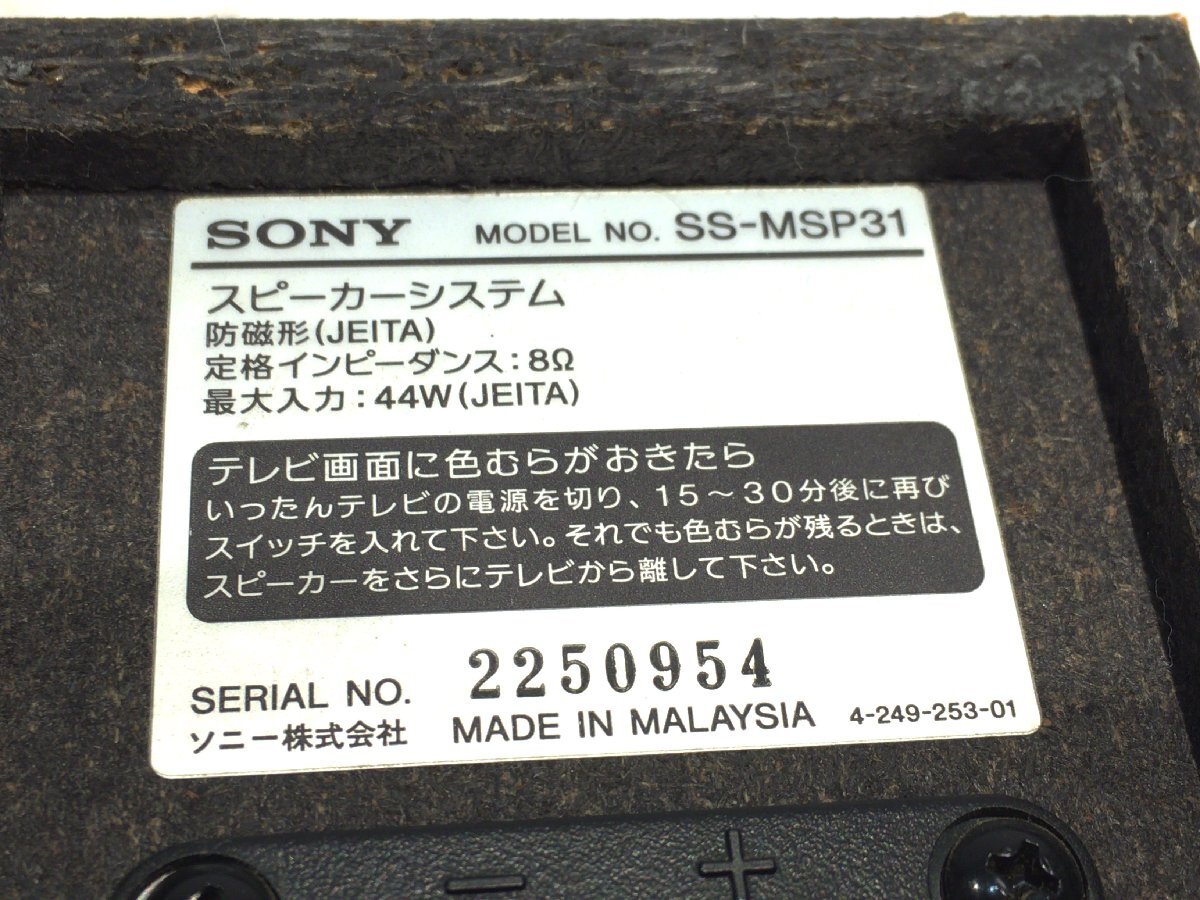 SONY MODEL NO. SS-MSP31
スピーカーシステム
防磁形(JEITA)
定格インピーダンス:8Ω
最大入力:44W(JEITA)
テレビ画面に色むらがおきたら
いったんテレビの電源を切り、15～30分後に再び
スイッチを入れて下さい。それでも色むらが残るときは、
スピーカーをさらにテレビから離して下さい。
SERIAL NO. 2250954
ソニー株式会社 MADE IN MALAYSIA 4-249-253-01
− +